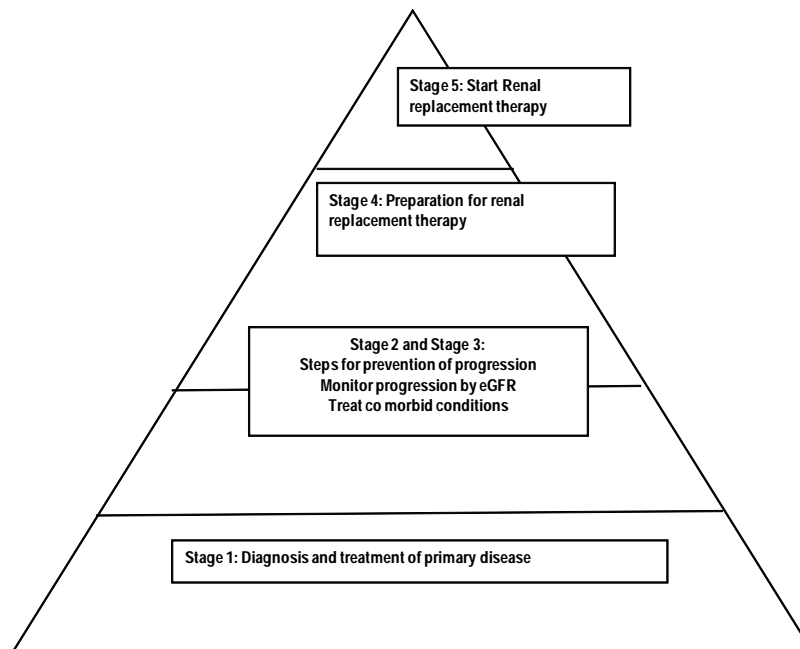 Stage 5: Start Renal
replacement therapy
Stage 4: Preparation for renal
replacement therapy
Stage 2 and Stage 3:
Steps for prevention of progression
Monitor progression by eGFR
Treat co morbid conditions
Stage 1: Diagnosis and treatment of primary disease